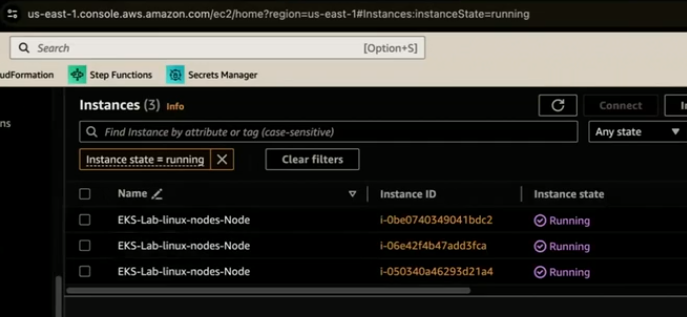 us-east-1.console.aws.amazon.com/ec2/home?region=us-east-1#Instances:instanceState=running
Search [Option+S]
udFormation Step Functions Secrets Manager
ns
Instances (3) Info
Connect In
Find Instance by attribute or tag (case-sensitive)
Any state
Instance state = running
Clear filters
Name Instance ID Instance state
EKS-Lab-linux-nodes-Node i-0be0740349041bdc2 Running
EKS-Lab-linux-nodes-Node i-06e42f4b47add3fca Running
EKS-Lab-linux-nodes-Node i-050340a46293d21a4 Running